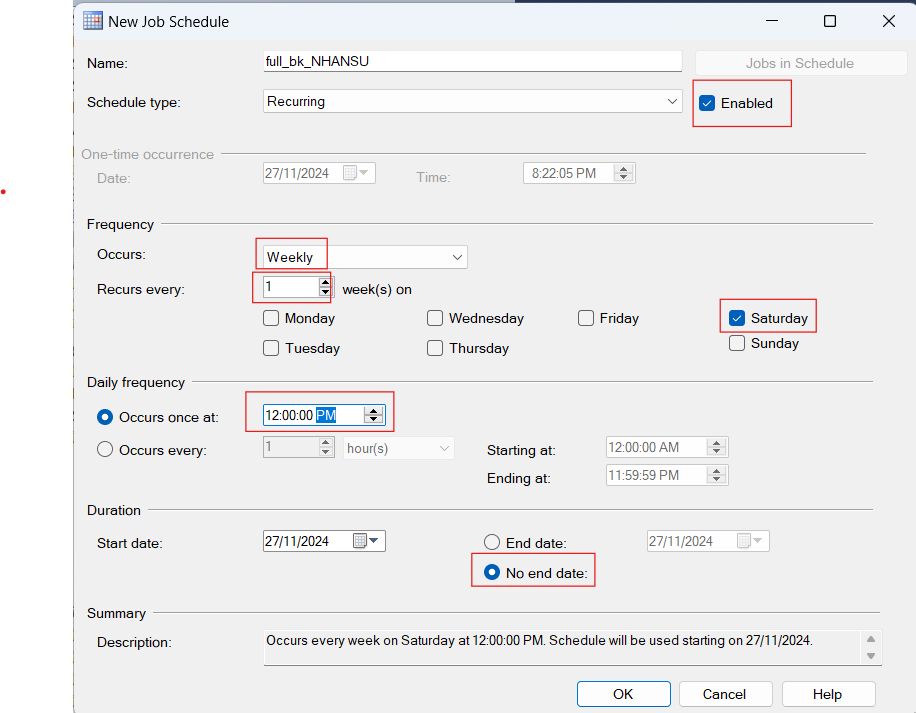 New Job Schedule
Name: full_bk_NHANSU Jobs in Schedule
Schedule type: Recurring Enabled
One-time occurrence
Date: 27/11/2024 Time: 8:22:05 PM
Frequency
Occurs: Weekly
Recurs every: 1 week(s) on
Monday Wednesday Friday Saturday
Tuesday Thursday Sunday
Daily frequency
Occurs once at: 12:00:00 PM
Occurs every: 1 hour(s) Starting at: 12:00:00 AM
Ending at: 11:59:59 PM
Duration
Start date: 27/11/2024 End date: 27/11/2024
No end date:
Summary
Description: Occurs every week on Saturday at 12:00:00 PM. Schedule will be used starting on 27/11/2024.
OK Cancel Help